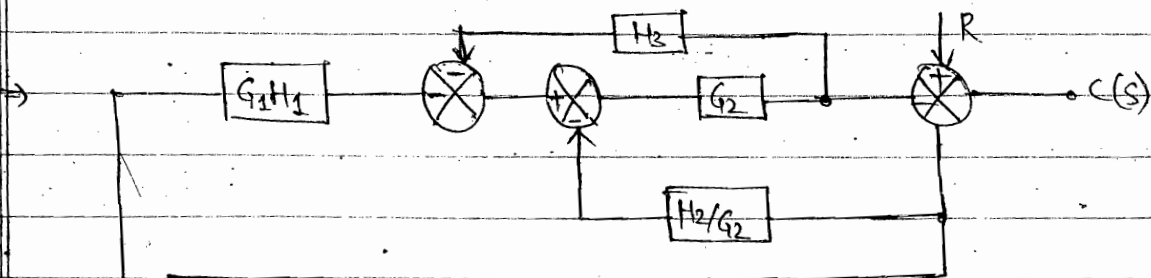 H3
R
G1H1
-
-
+
-
G2
+
C(S)
H2/G2